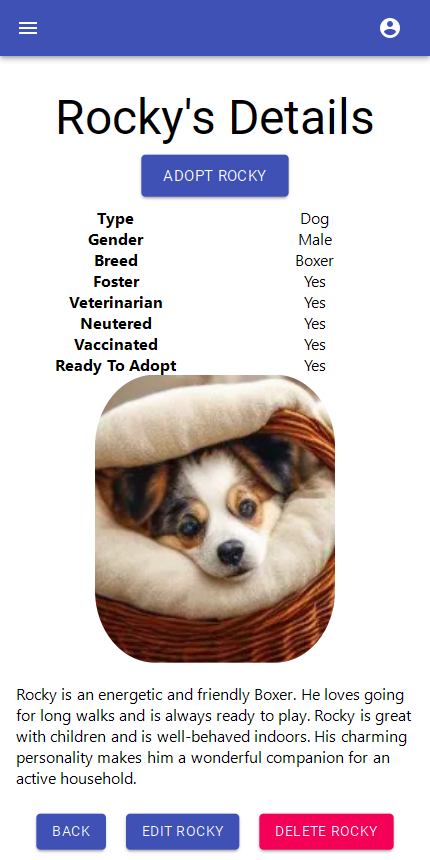 Rocky's Details
ADOPT ROCKY
Type Dog
Gender Male
Breed Boxer
Foster Yes
Veterinarian Yes
Neutered Yes
Vaccinated Yes
Ready To Adopt Yes
Rocky is an energetic and friendly Boxer. He loves going
for long walks and is always ready to play. Rocky is great
with children and is well-behaved indoors. His charming
personality makes him a wonderful companion for an
active household.
BACK EDIT ROCKY DELETE ROCKY